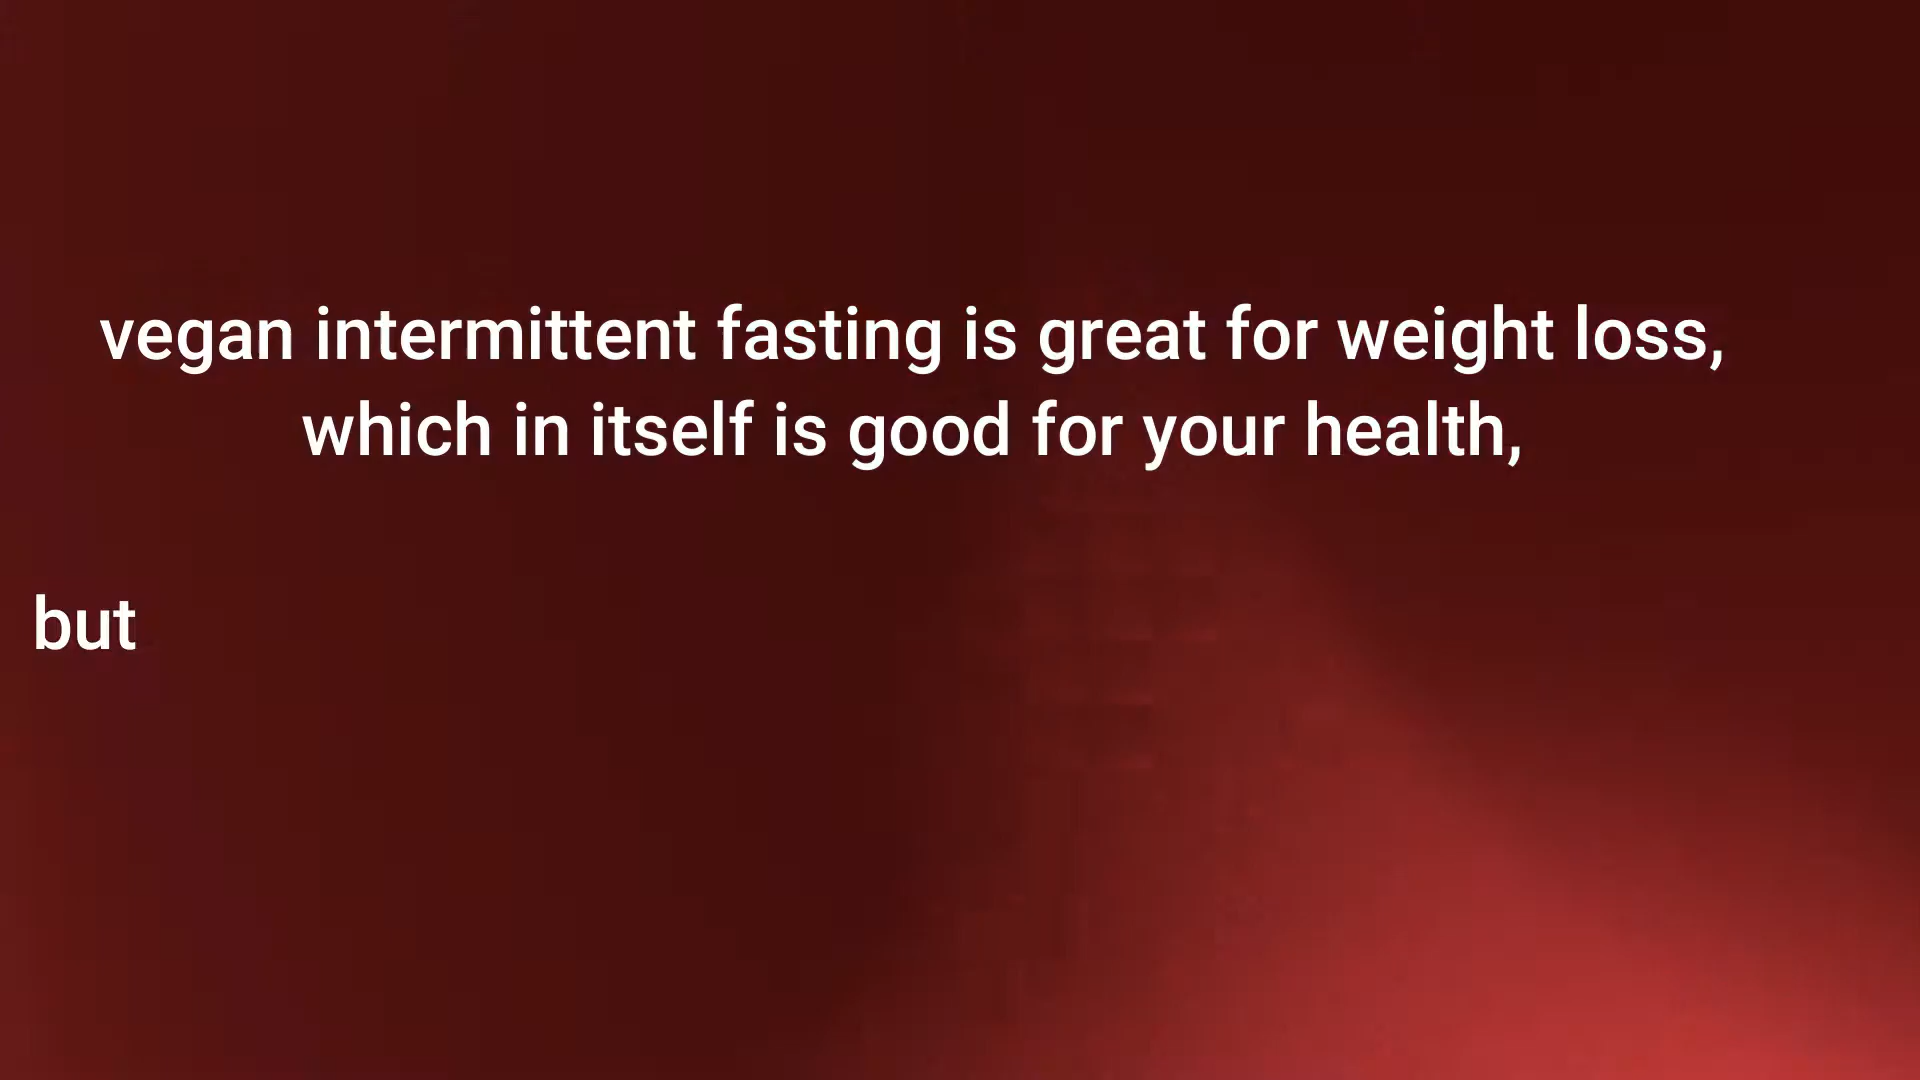 vegan intermittent fasting is great for weight loss,
which in itself is good for your health,
but